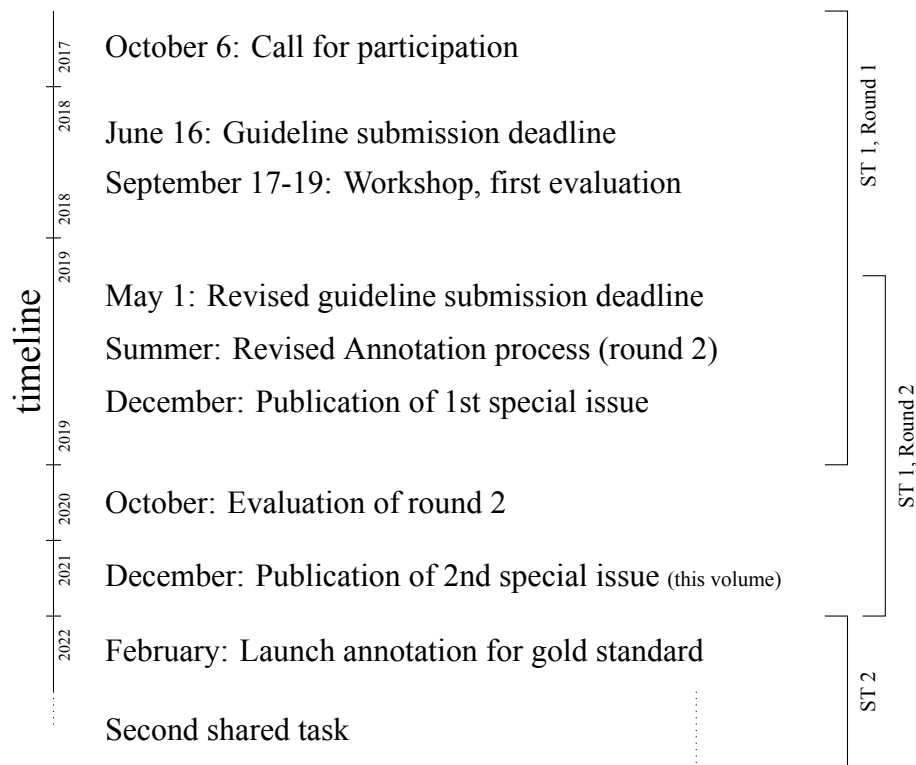 timeline
2017
October 6: Call for participation
2018
June 16: Guideline submission deadline
September 17-19: Workshop, first evaluation
2018
ST 1, Round 1
2019
May 1: Revised guideline submission deadline
Summer: Revised Annotation process (round 2)
December: Publication of 1st special issue
2019
ST 1, Round 2
2020
October: Evaluation of round 2
2021
December: Publication of 2nd special issue (this volume)
2022
February: Launch annotation for gold standard
Second shared task
ST 2